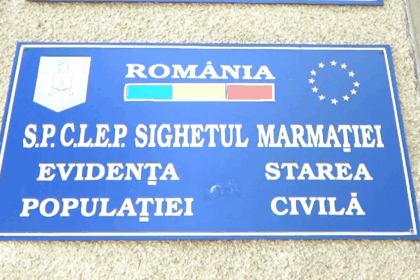 ROMÂNIA
S.P.C.L.E.P. SIGHETUL MARMAȚIEI
EVIDENȚA STAREA
POPULAȚIEI CIVILĂ